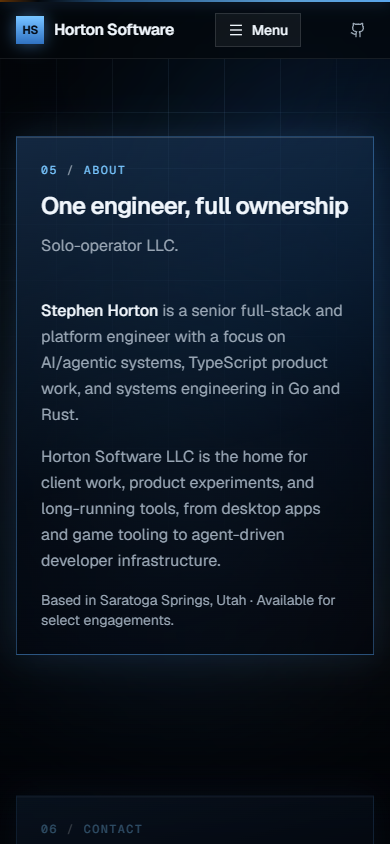 HS Horton Software Menu
05 / ABOUT
One engineer, full ownership
Solo-operator LLC.
Stephen Horton is a senior full-stack and
platform engineer with a focus on
AI/agentic systems, TypeScript product
work, and systems engineering in Go and
Rust.
Horton Software LLC is the home for
client work, product experiments, and
long-running tools, from desktop apps
and game tooling to agent-driven
developer infrastructure.
Based in Saratoga Springs, Utah · Available for
select engagements.
06 / CONTACT